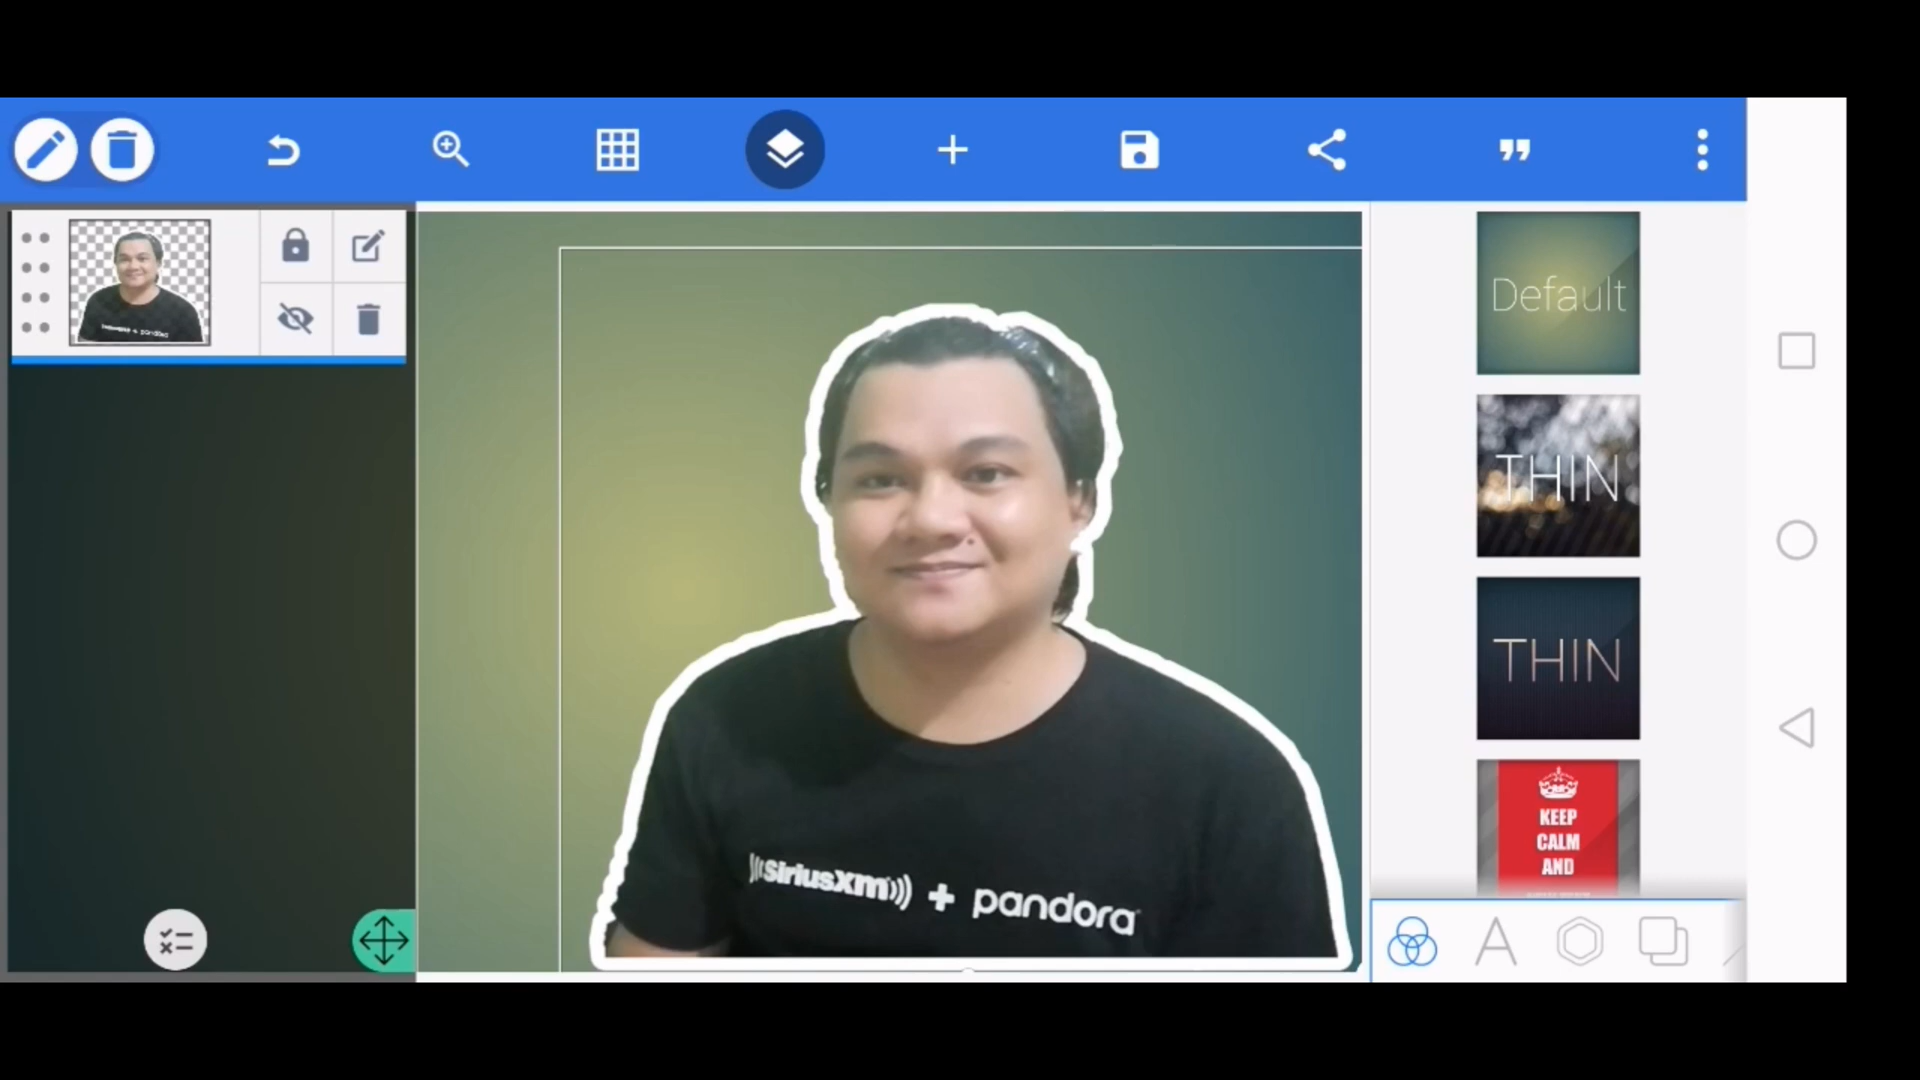 Default
THIN
THIN
KEEP
CALM
AND
SiriusXM + pandora